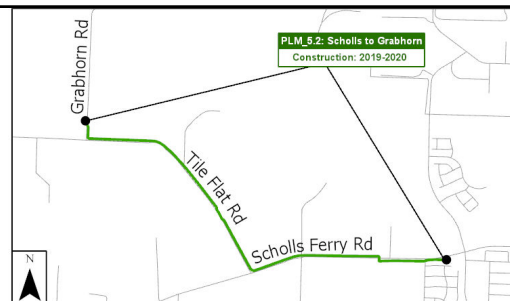 Grabhorn Rd
PLM_5.2: Scholls to Grabhorn
Construction: 2019-2020
Tile Flat Rd
Scholls Ferry Rd
N